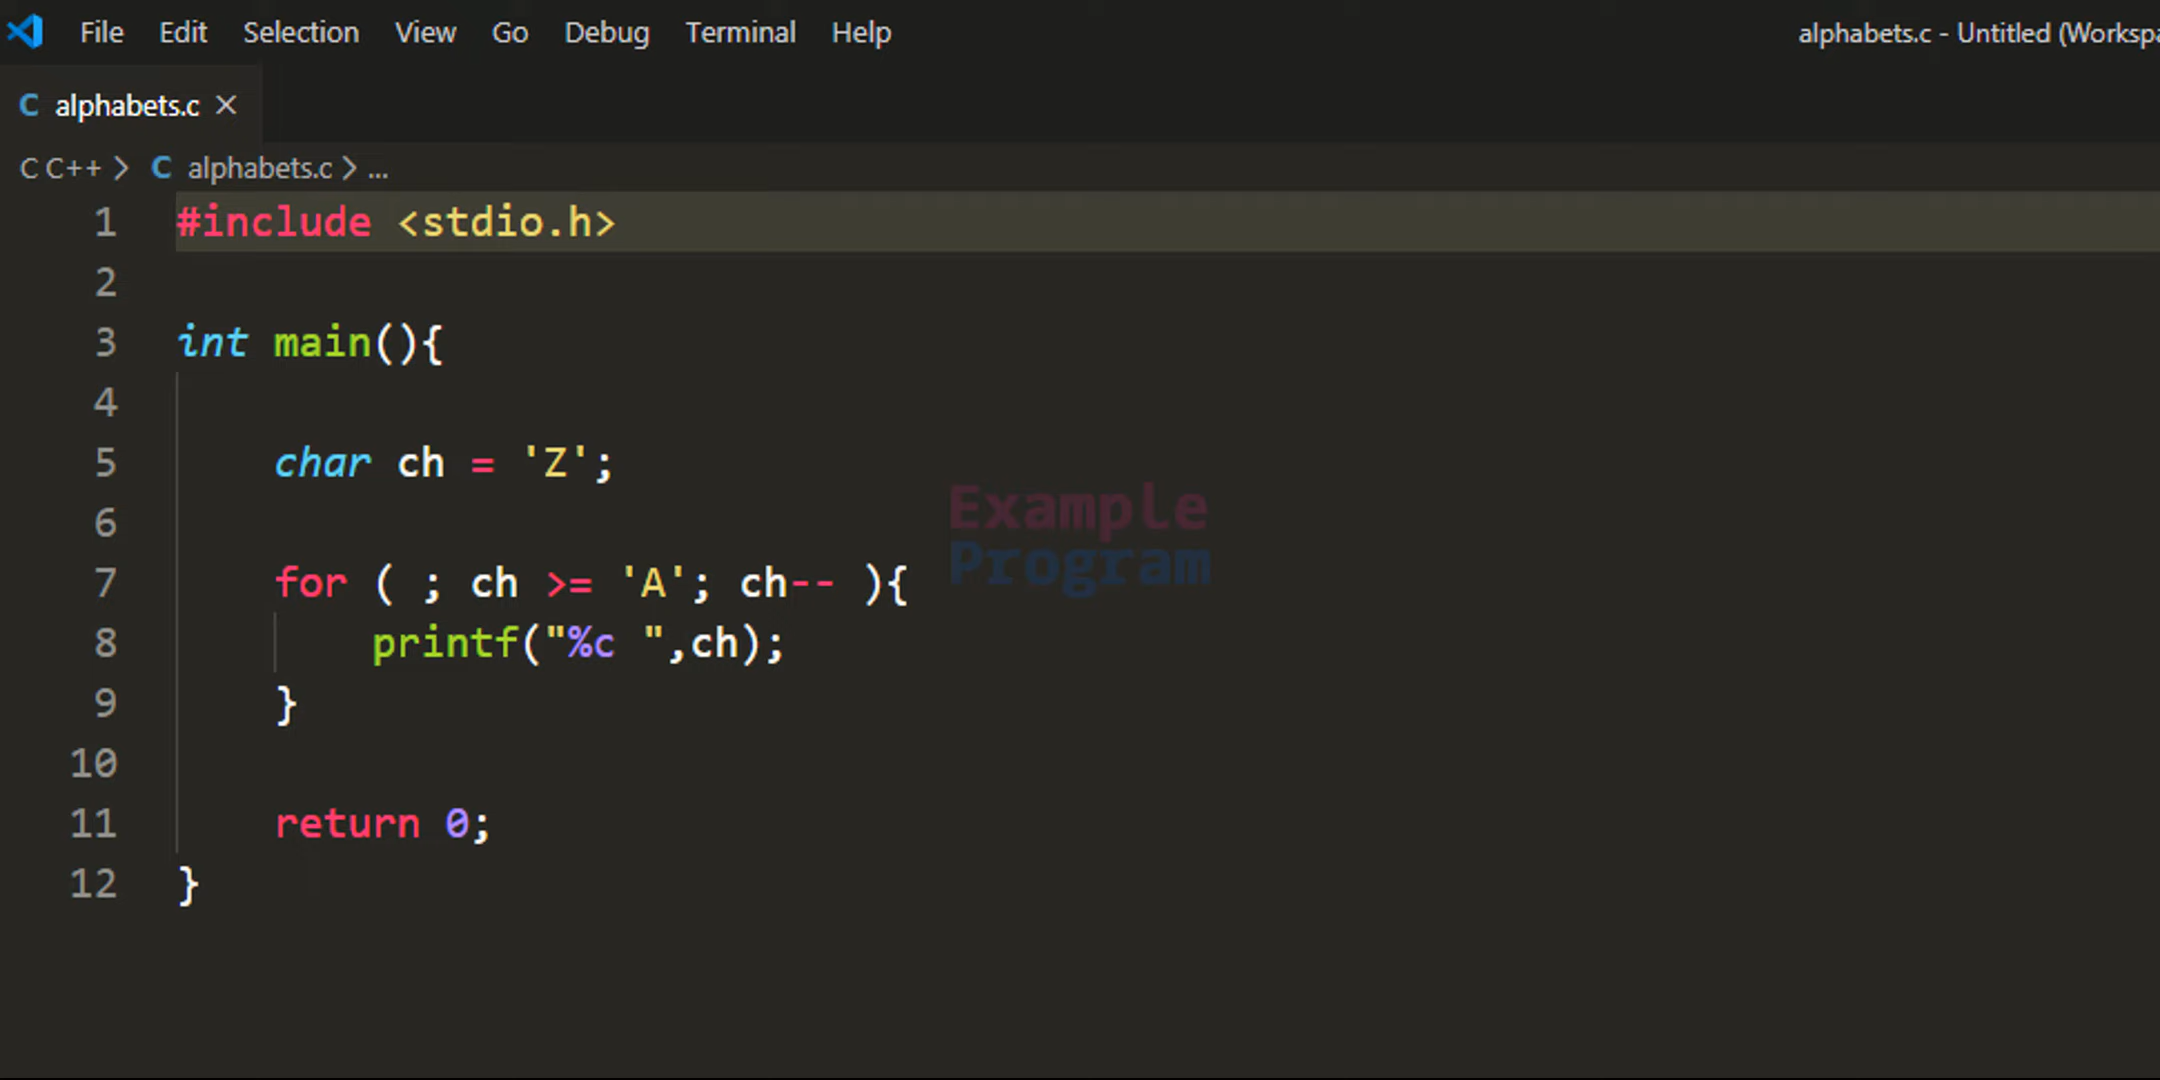 File Edit Selection View Go Debug Terminal Help alphabets.c - Untitled (Workspa
C alphabets.c ×
C C++ > C alphabets.c > ...
1 #include <stdio.h>
2
3 int main(){
4
5     char ch = 'Z';
6
7     for ( ; ch >= 'A'; ch-- ){
8         printf("%c ",ch);
9     }
10
11     return 0;
12 }
Example
Program